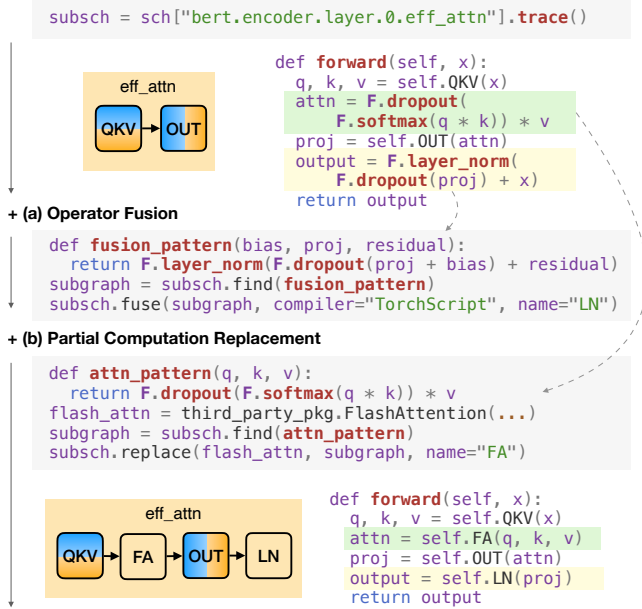 subsch = sch["bert.encoder.layer.0.eff_attn"].trace()
eff_attn
QKV
OUT
def forward(self, x):
q, k, v = self.QKV(x)
attn = F.dropout(
F.softmax(q * k)) * v
proj = self.OUT(attn)
output = F.layer_norm(
F.dropout(proj) + x)
return output
+ (a) Operator Fusion
def fusion_pattern(bias, proj, residual):
return F.layer_norm(F.dropout(proj + bias) + residual)
subgraph = subsch.find(fusion_pattern)
subsch.fuse(subgraph, compiler="TorchScript", name="LN")
+ (b) Partial Computation Replacement
def attn_pattern(q, k, v):
return F.dropout(F.softmax(q * k)) * v
flash_attn = third_party_pkg.FlashAttention(...)
subgraph = subsch.find(attn_pattern)
subsch.replace(flash_attn, subgraph, name="FA")
eff_attn
QKV
FA
OUT
LN
def forward(self, x):
q, k, v = self.QKV(x)
attn = self.FA(q, k, v)
proj = self.OUT(attn)
output = self.LN(proj)
return output